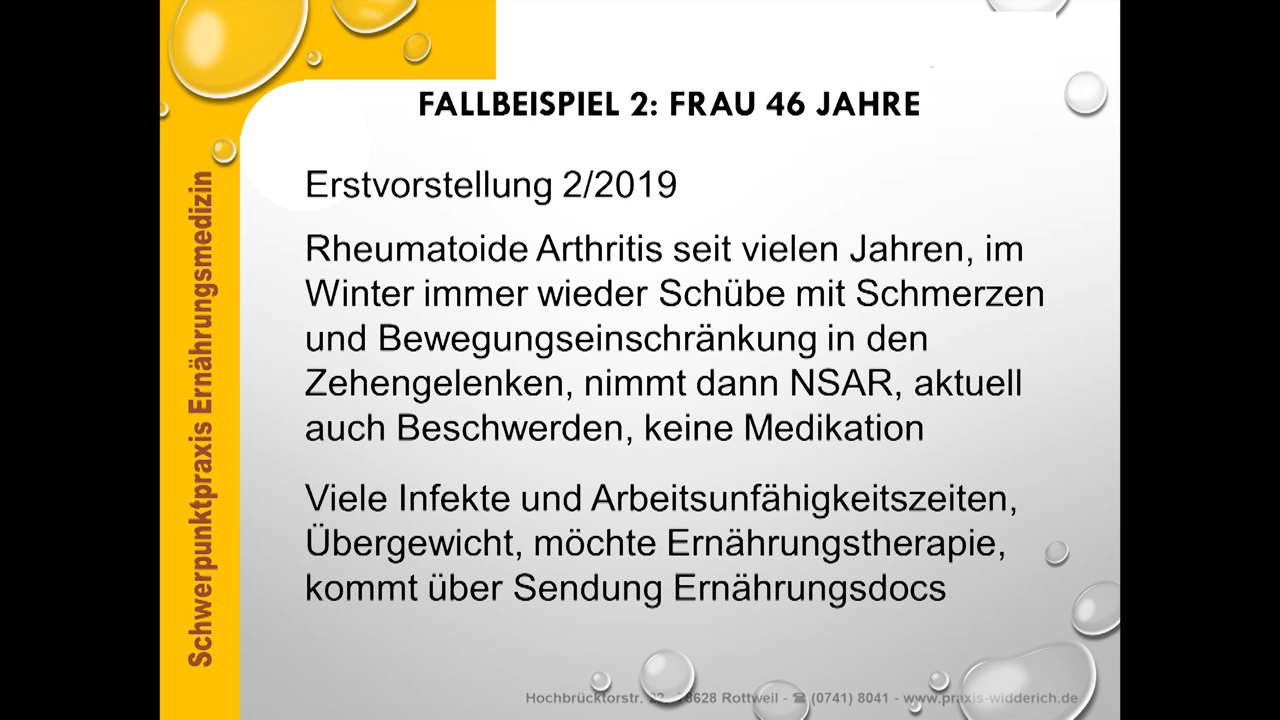 FALLBEISPIEL 2: FRAU 46 JAHRE
Erstvorstellung 2/2019
Rheumatoide Arthritis seit vielen Jahren, im
Winter immer wieder Schübe mit Schmerzen
und Bewegungseinschränkung in den
Zehengelenken, nimmt dann NSAR, aktuell
auch Beschwerden, keine Medikation
Viele Infekte und Arbeitsunfähigkeitszeiten,
Übergewicht, möchte Ernährungstherapie,
kommt über Sendung Ernährungsdocs
Schwerpunktpraxis Ernährungsmedizin
Hochbrücktorstr. Rottweil - ☎ (0741) 8041 - www.praxis-widderich.de